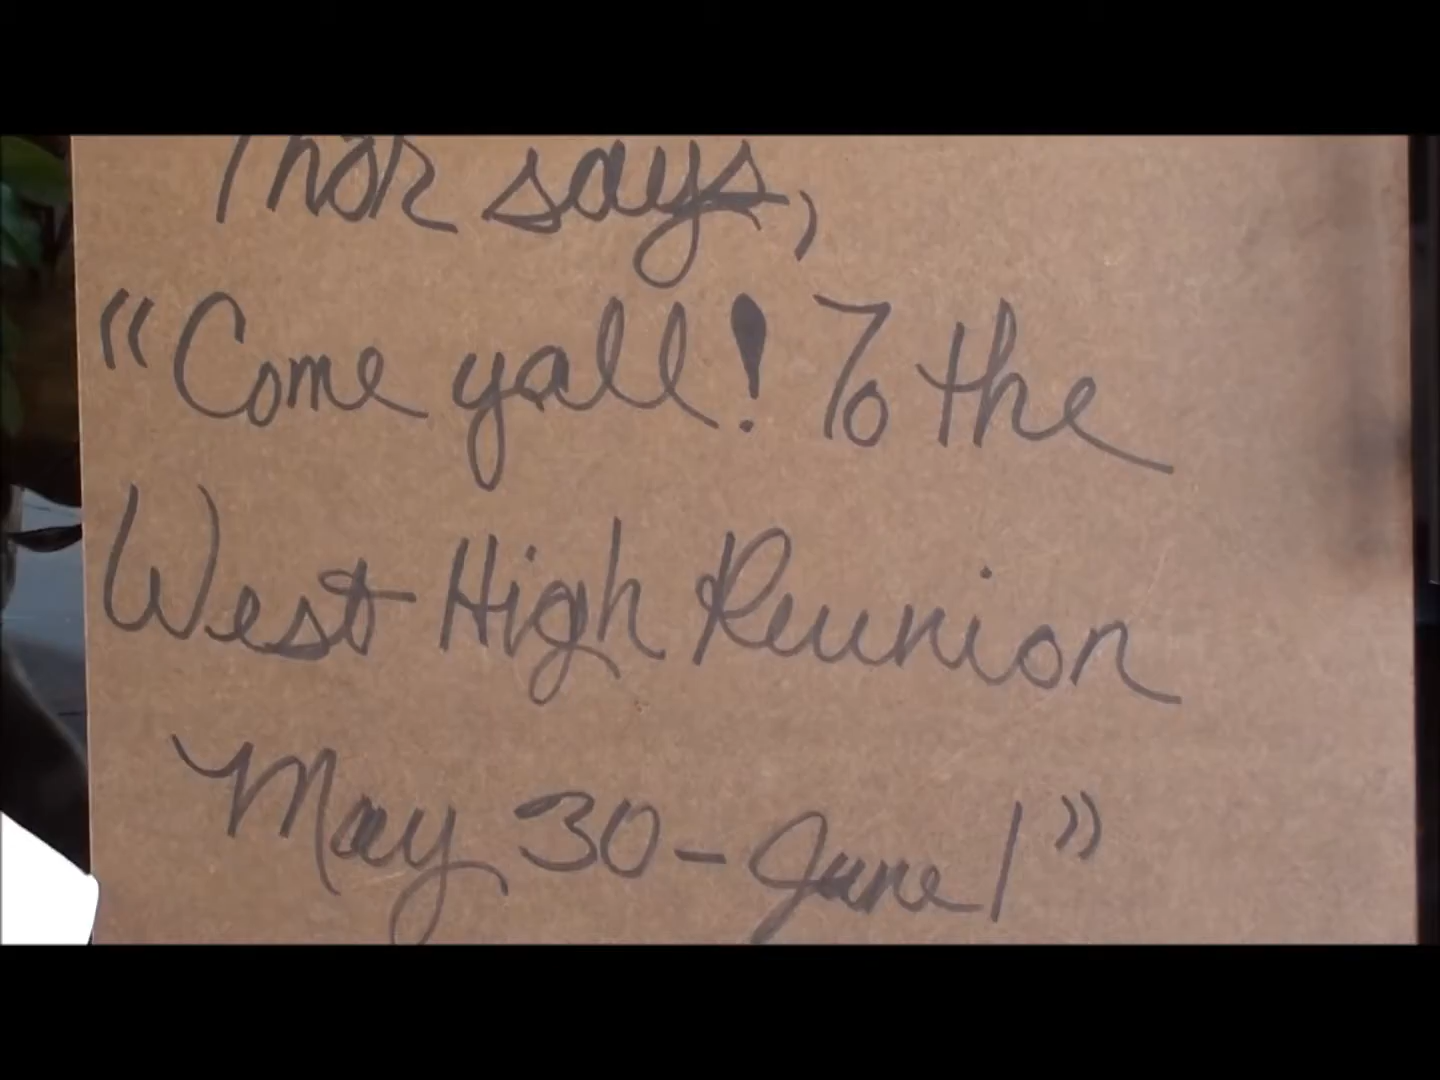 Thor says,
"Come yall! To the
West High Reunion
May 30-June 1"